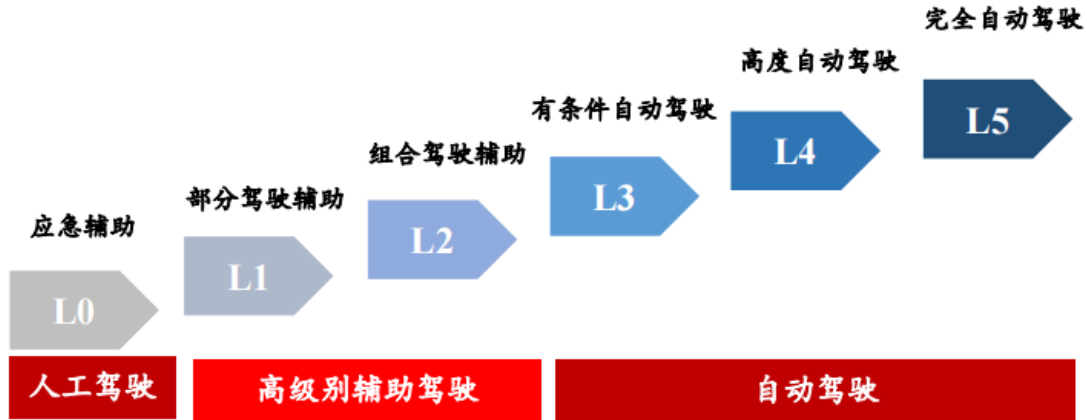 完全自动驾驶
高度自动驾驶
有条件自动驾驶
组合驾驶辅助
部分驾驶辅助
应急辅助
L0
L1
L2
L3
L4
L5
人工驾驶
高级别辅助驾驶
自动驾驶